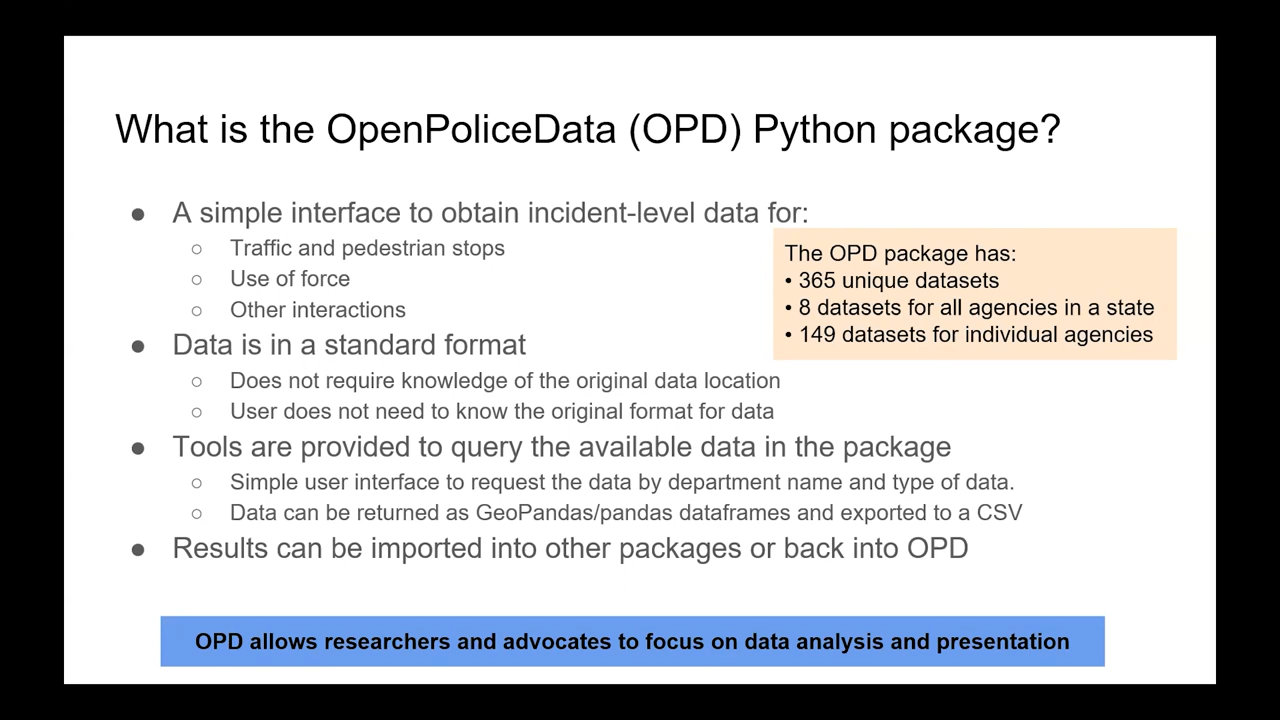 What is the OpenPoliceData (OPD) Python package?
● A simple interface to obtain incident-level data for:
○ Traffic and pedestrian stops
○ Use of force
○ Other interactions
● Data is in a standard format
○ Does not require knowledge of the original data location
○ User does not need to know the original format for data
● Tools are provided to query the available data in the package
○ Simple user interface to request the data by department name and type of data.
○ Data can be returned as GeoPandas/pandas dataframes and exported to a CSV
● Results can be imported into other packages or back into OPD
The OPD package has:
• 365 unique datasets
• 8 datasets for all agencies in a state
• 149 datasets for individual agencies
OPD allows researchers and advocates to focus on data analysis and presentation